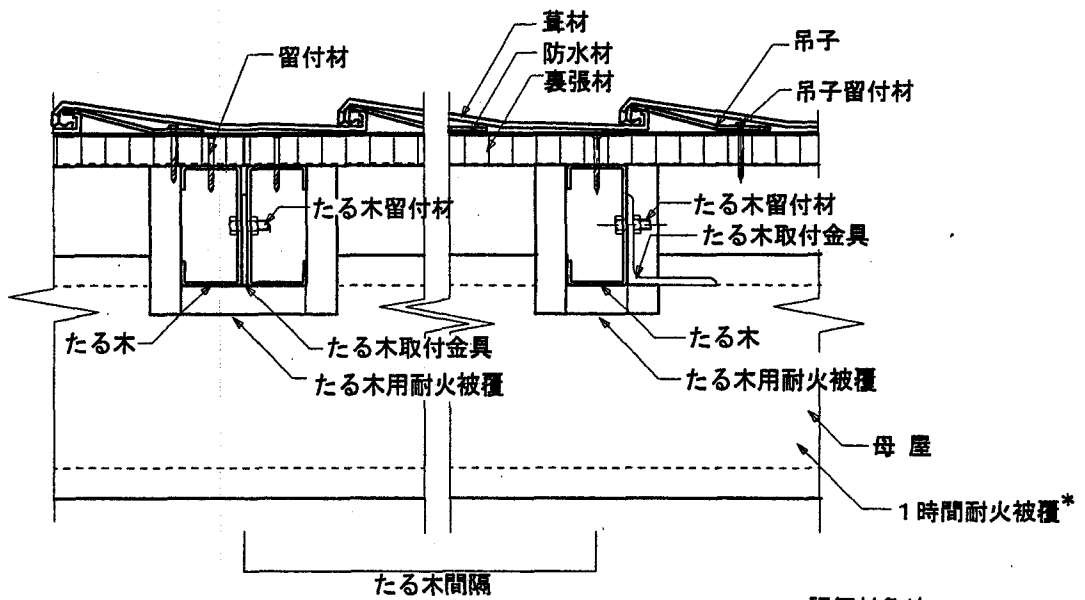 葺材
吊子
留付材
防水材
裏張材
吊子留付材
たる木留付材
たる木留付材
たる木取付金具
たる木
たる木取付金具
たる木
たる木用耐火被覆
たる木用耐火被覆
母 屋
1時間耐火被覆*
たる木間隔